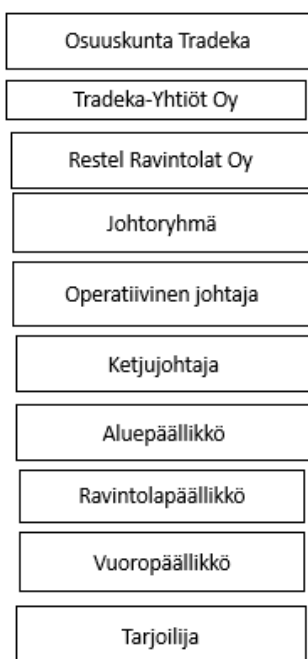 Osuuskunta Tradeka
Tradeka-Yhtiöt Oy
Restel Ravintolat Oy
Johtoryhmä
Operatiivinen johtaja
Ketjujohtaja
Aluepäällikkö
Ravintolapäällikkö
Vuoropäällikkö
Tarjoilija